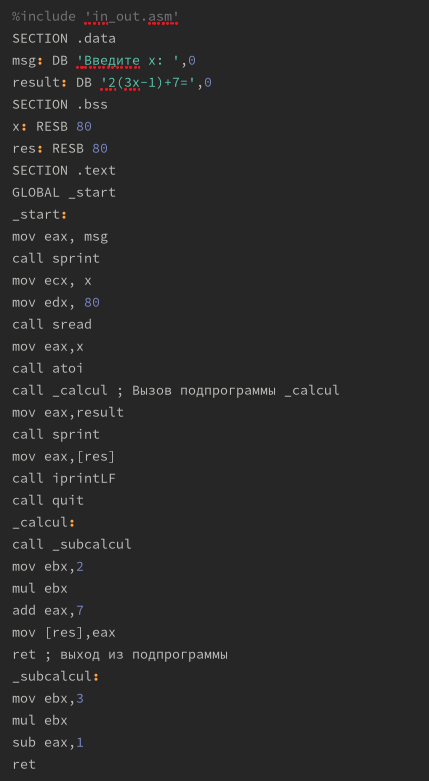 %include 'in_out.asm'
SECTION .data
msg: DB 'Введите x: ',0
result: DB '2(3x-1)+7=',0
SECTION .bss
x: RESB 80
res: RESB 80
SECTION .text
GLOBAL _start
_start:
mov eax, msg
call sprint
mov ecx, x
mov edx, 80
call sread
mov eax,x
call atoi
call _calcul ; Вызов подпрограммы _calcul
mov eax,result
call sprint
mov eax,[res]
call iprintLF
call quit
_calcul:
call _subcalcul
mov ebx,2
mul ebx
add eax,7
mov [res],eax
ret ; выход из подпрограммы
_subcalcul:
mov ebx,3
mul ebx
sub eax,1
ret